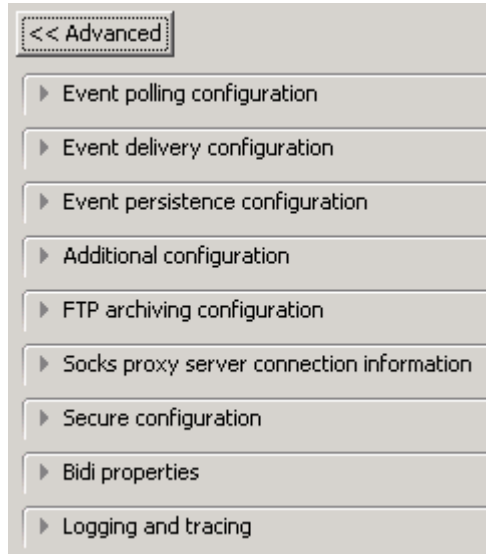 << Advanced
Event polling configuration
Event delivery configuration
Event persistence configuration
Additional configuration
FTP archiving configuration
Socks proxy server connection information
Secure configuration
Bidi properties
Logging and tracing